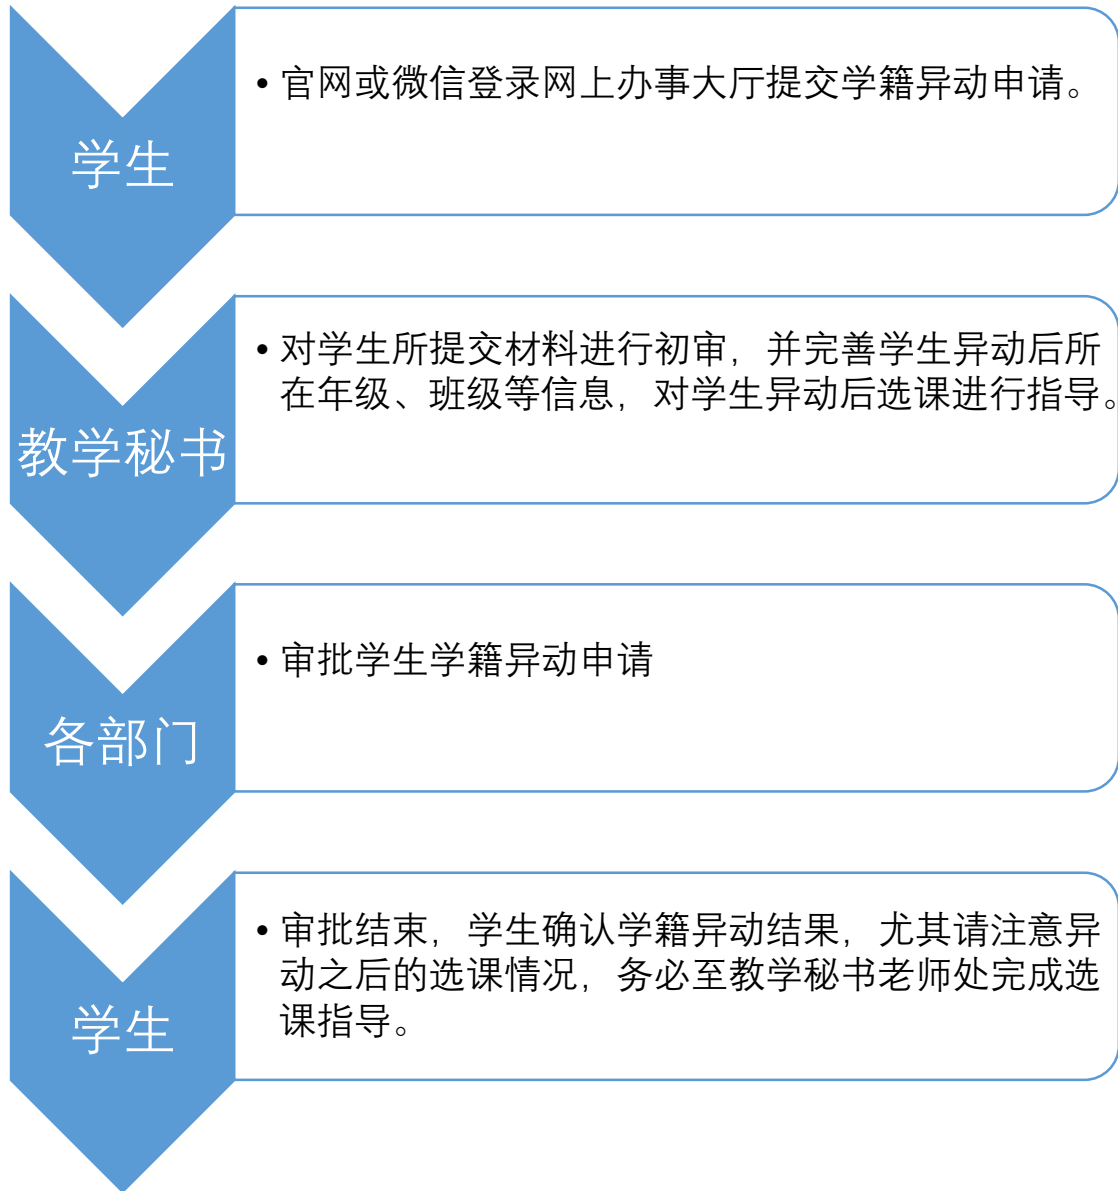 学生
• 官网或微信登录网上办事大厅提交学籍异动申请。
教学秘书
• 对学生所提交材料进行初审，并完善学生异动后所
在年级、班级等信息，对学生异动后选课进行指导。
各部门
• 审批学生学籍异动申请
学生
• 审批结束，学生确认学籍异动结果，尤其请注意异
动之后的选课情况，务必至教学秘书老师处完成选
课指导。